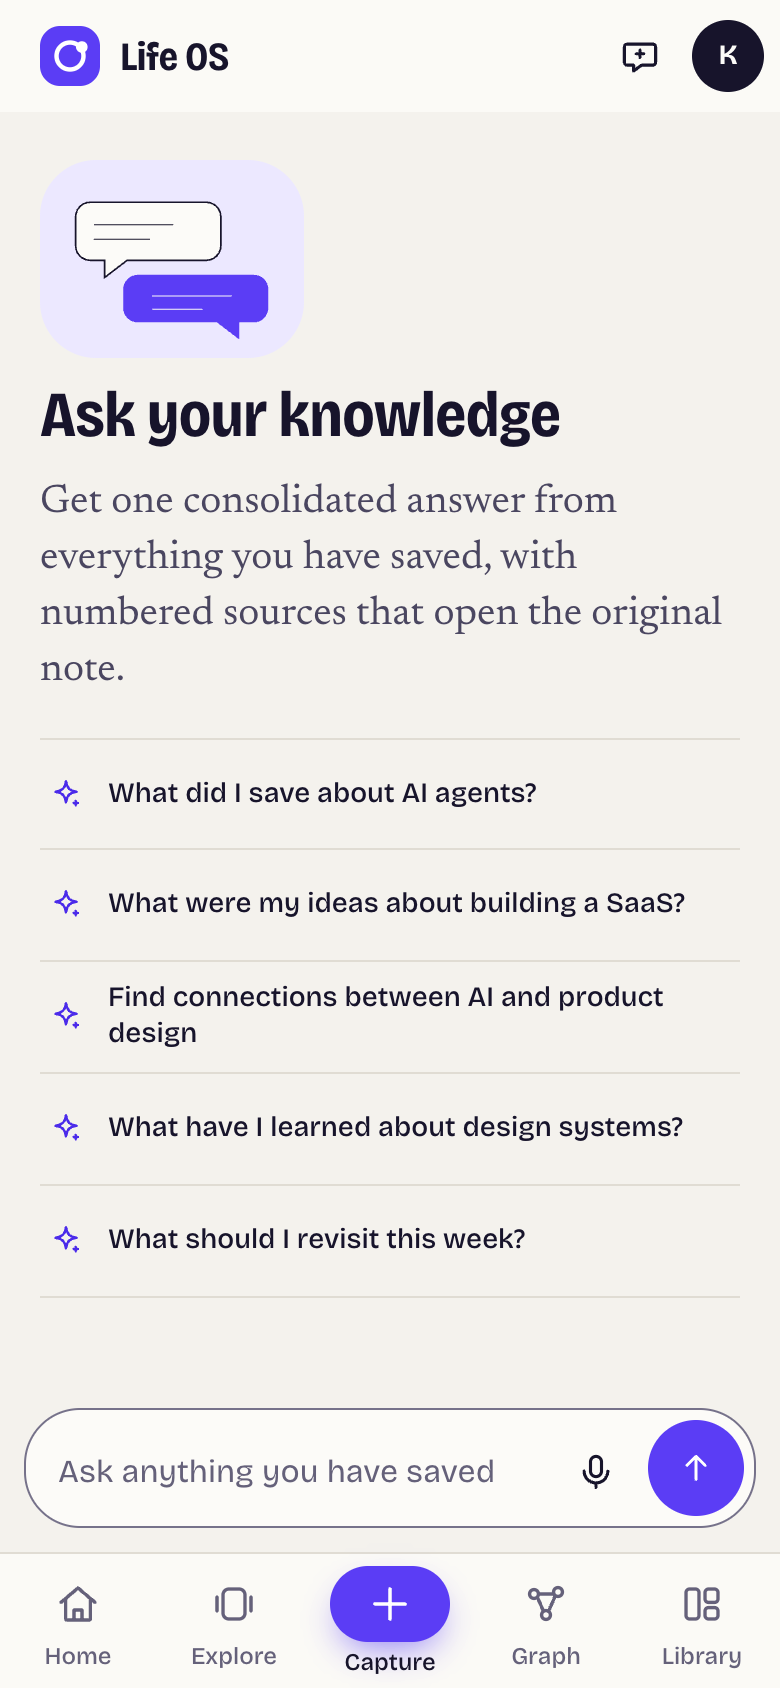 Life OS
K
Ask your knowledge
Get one consolidated answer from
everything you have saved, with
numbered sources that open the original
note.
What did I save about AI agents?
What were my ideas about building a SaaS?
Find connections between AI and product
design
What have I learned about design systems?
What should I revisit this week?
Ask anything you have saved
Home
Explore
Capture
Graph
Library